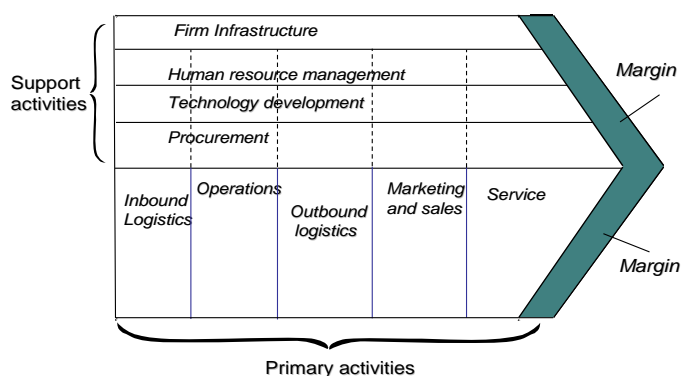 Firm Infrastructure
Human resource management
Technology development
Procurement
Support
activities
Margin
Inbound
Logistics
Operations
Outbound
logistics
Marketing
and sales
Service
Margin
Primary activities